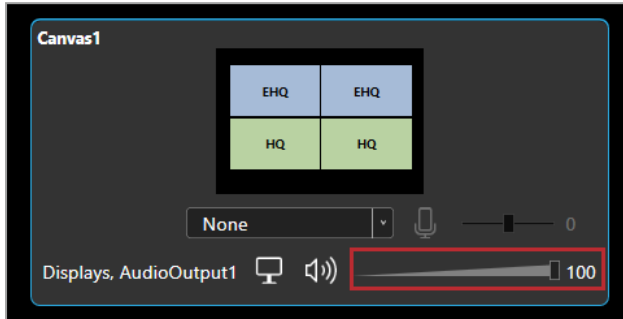 Canvas1
EHQ EHQ
HQ HQ
None 0
Displays, AudioOutput1 100